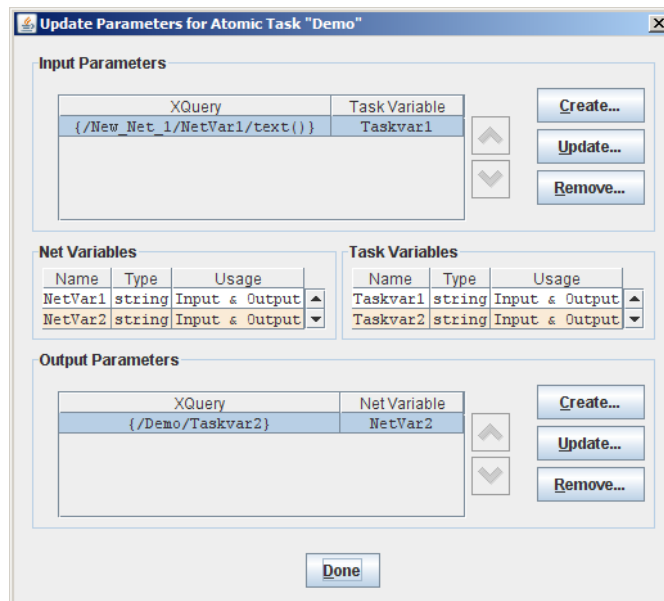 Update Parameters for Atomic Task "Demo"
Input Parameters
XQuery Task Variable
{/New_Net_1/NetVar1/text()} Taskvar1
Create...
Update...
Remove...
Net Variables
Name Type Usage
NetVar1 string Input & Output
NetVar2 string Input & Output
Task Variables
Name Type Usage
Taskvar1 string Input & Output
Taskvar2 string Input & Output
Output Parameters
XQuery Net Variable
{/Demo/Taskvar2} NetVar2
Create...
Update...
Remove...
Done